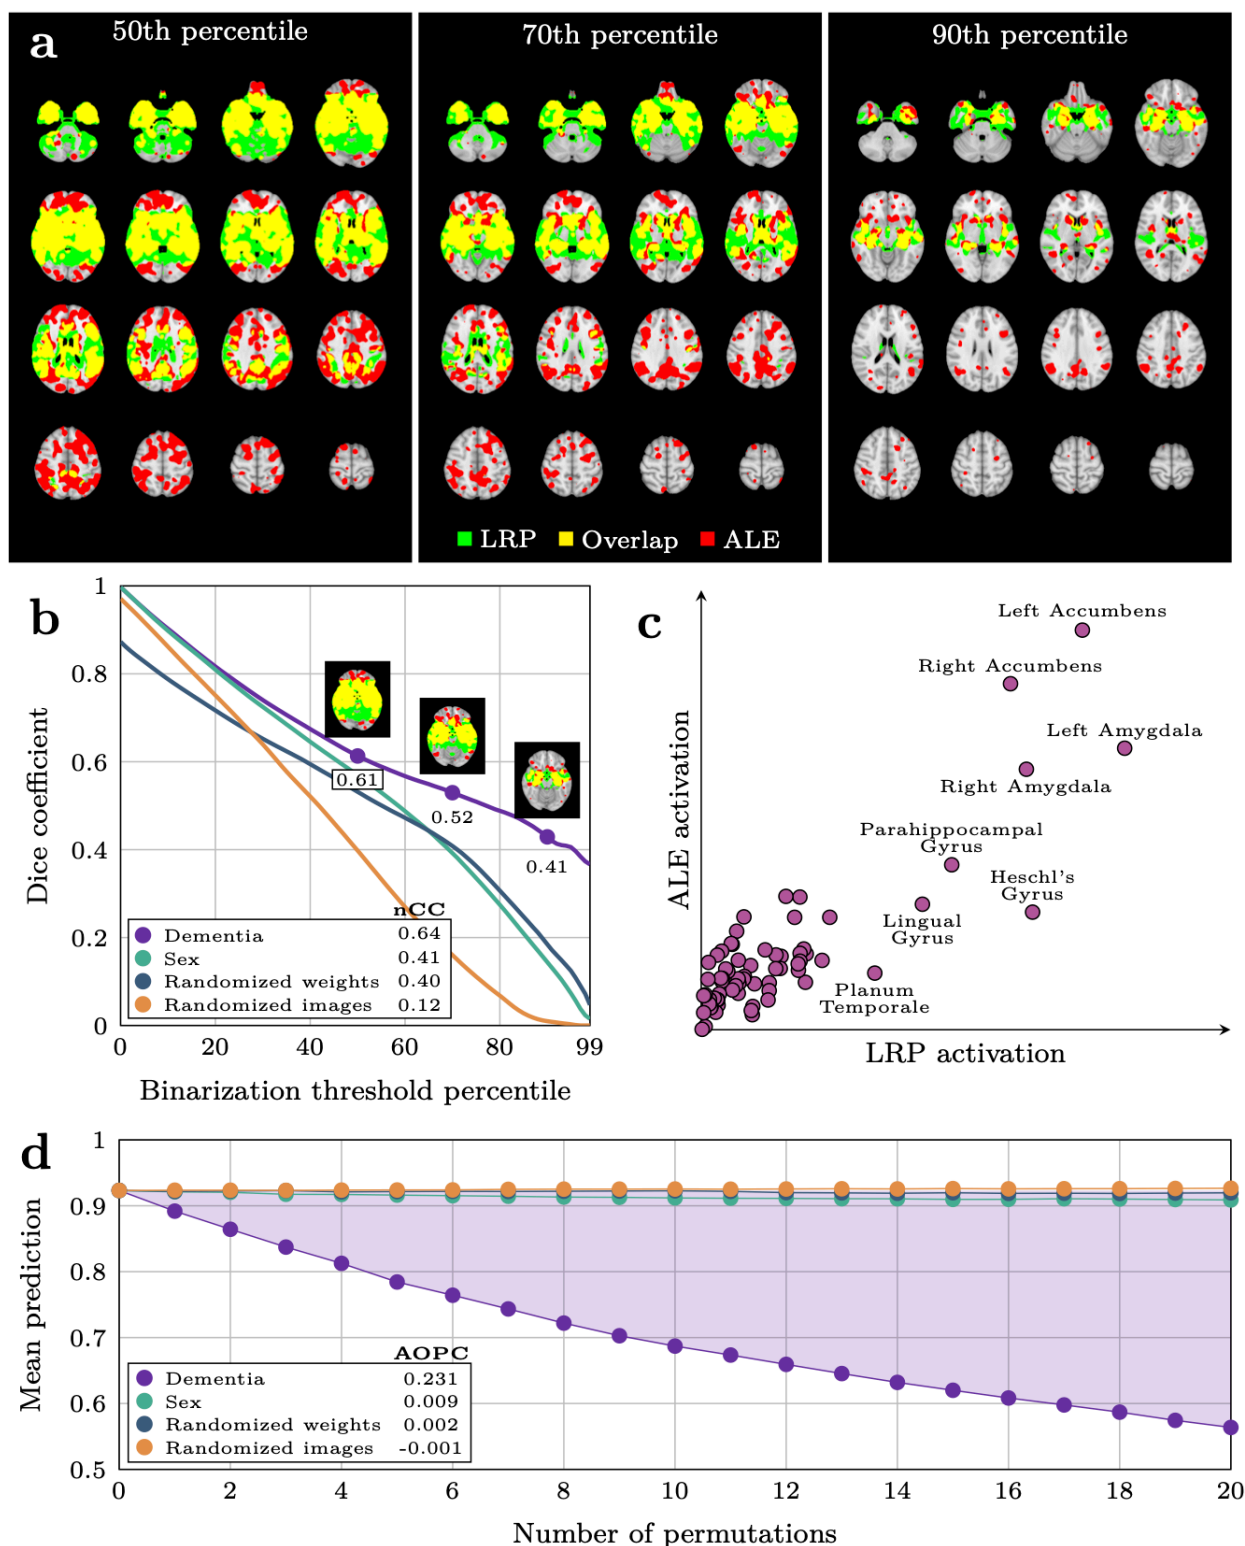 a
50th percentile
70th percentile
90th percentile
LRP
Overlap
ALE
b
Dice coefficient
1
0.8
0.6
0.4
0.2
0
0.61
0.52
0.41
nCC
Dementia 0.64
Sex 0.41
Randomized weights 0.40
Randomized images 0.12
0 20 40 60 80 99
Binarization threshold percentile
c
ALE activation
Left Accumbens
Right Accumbens
Left Amygdala
Right Amygdala
Parahippocampal
Gyrus
Heschl's
Gyrus
Lingual
Gyrus
Planum
Temporale
LRP activation
d
Mean prediction
1
0.9
0.8
0.7
0.6
0.5
AOPC
Dementia 0.231
Sex 0.009
Randomized weights 0.002
Randomized images -0.001
0 2 4 6 8 10 12 14 16 18 20
Number of permutations